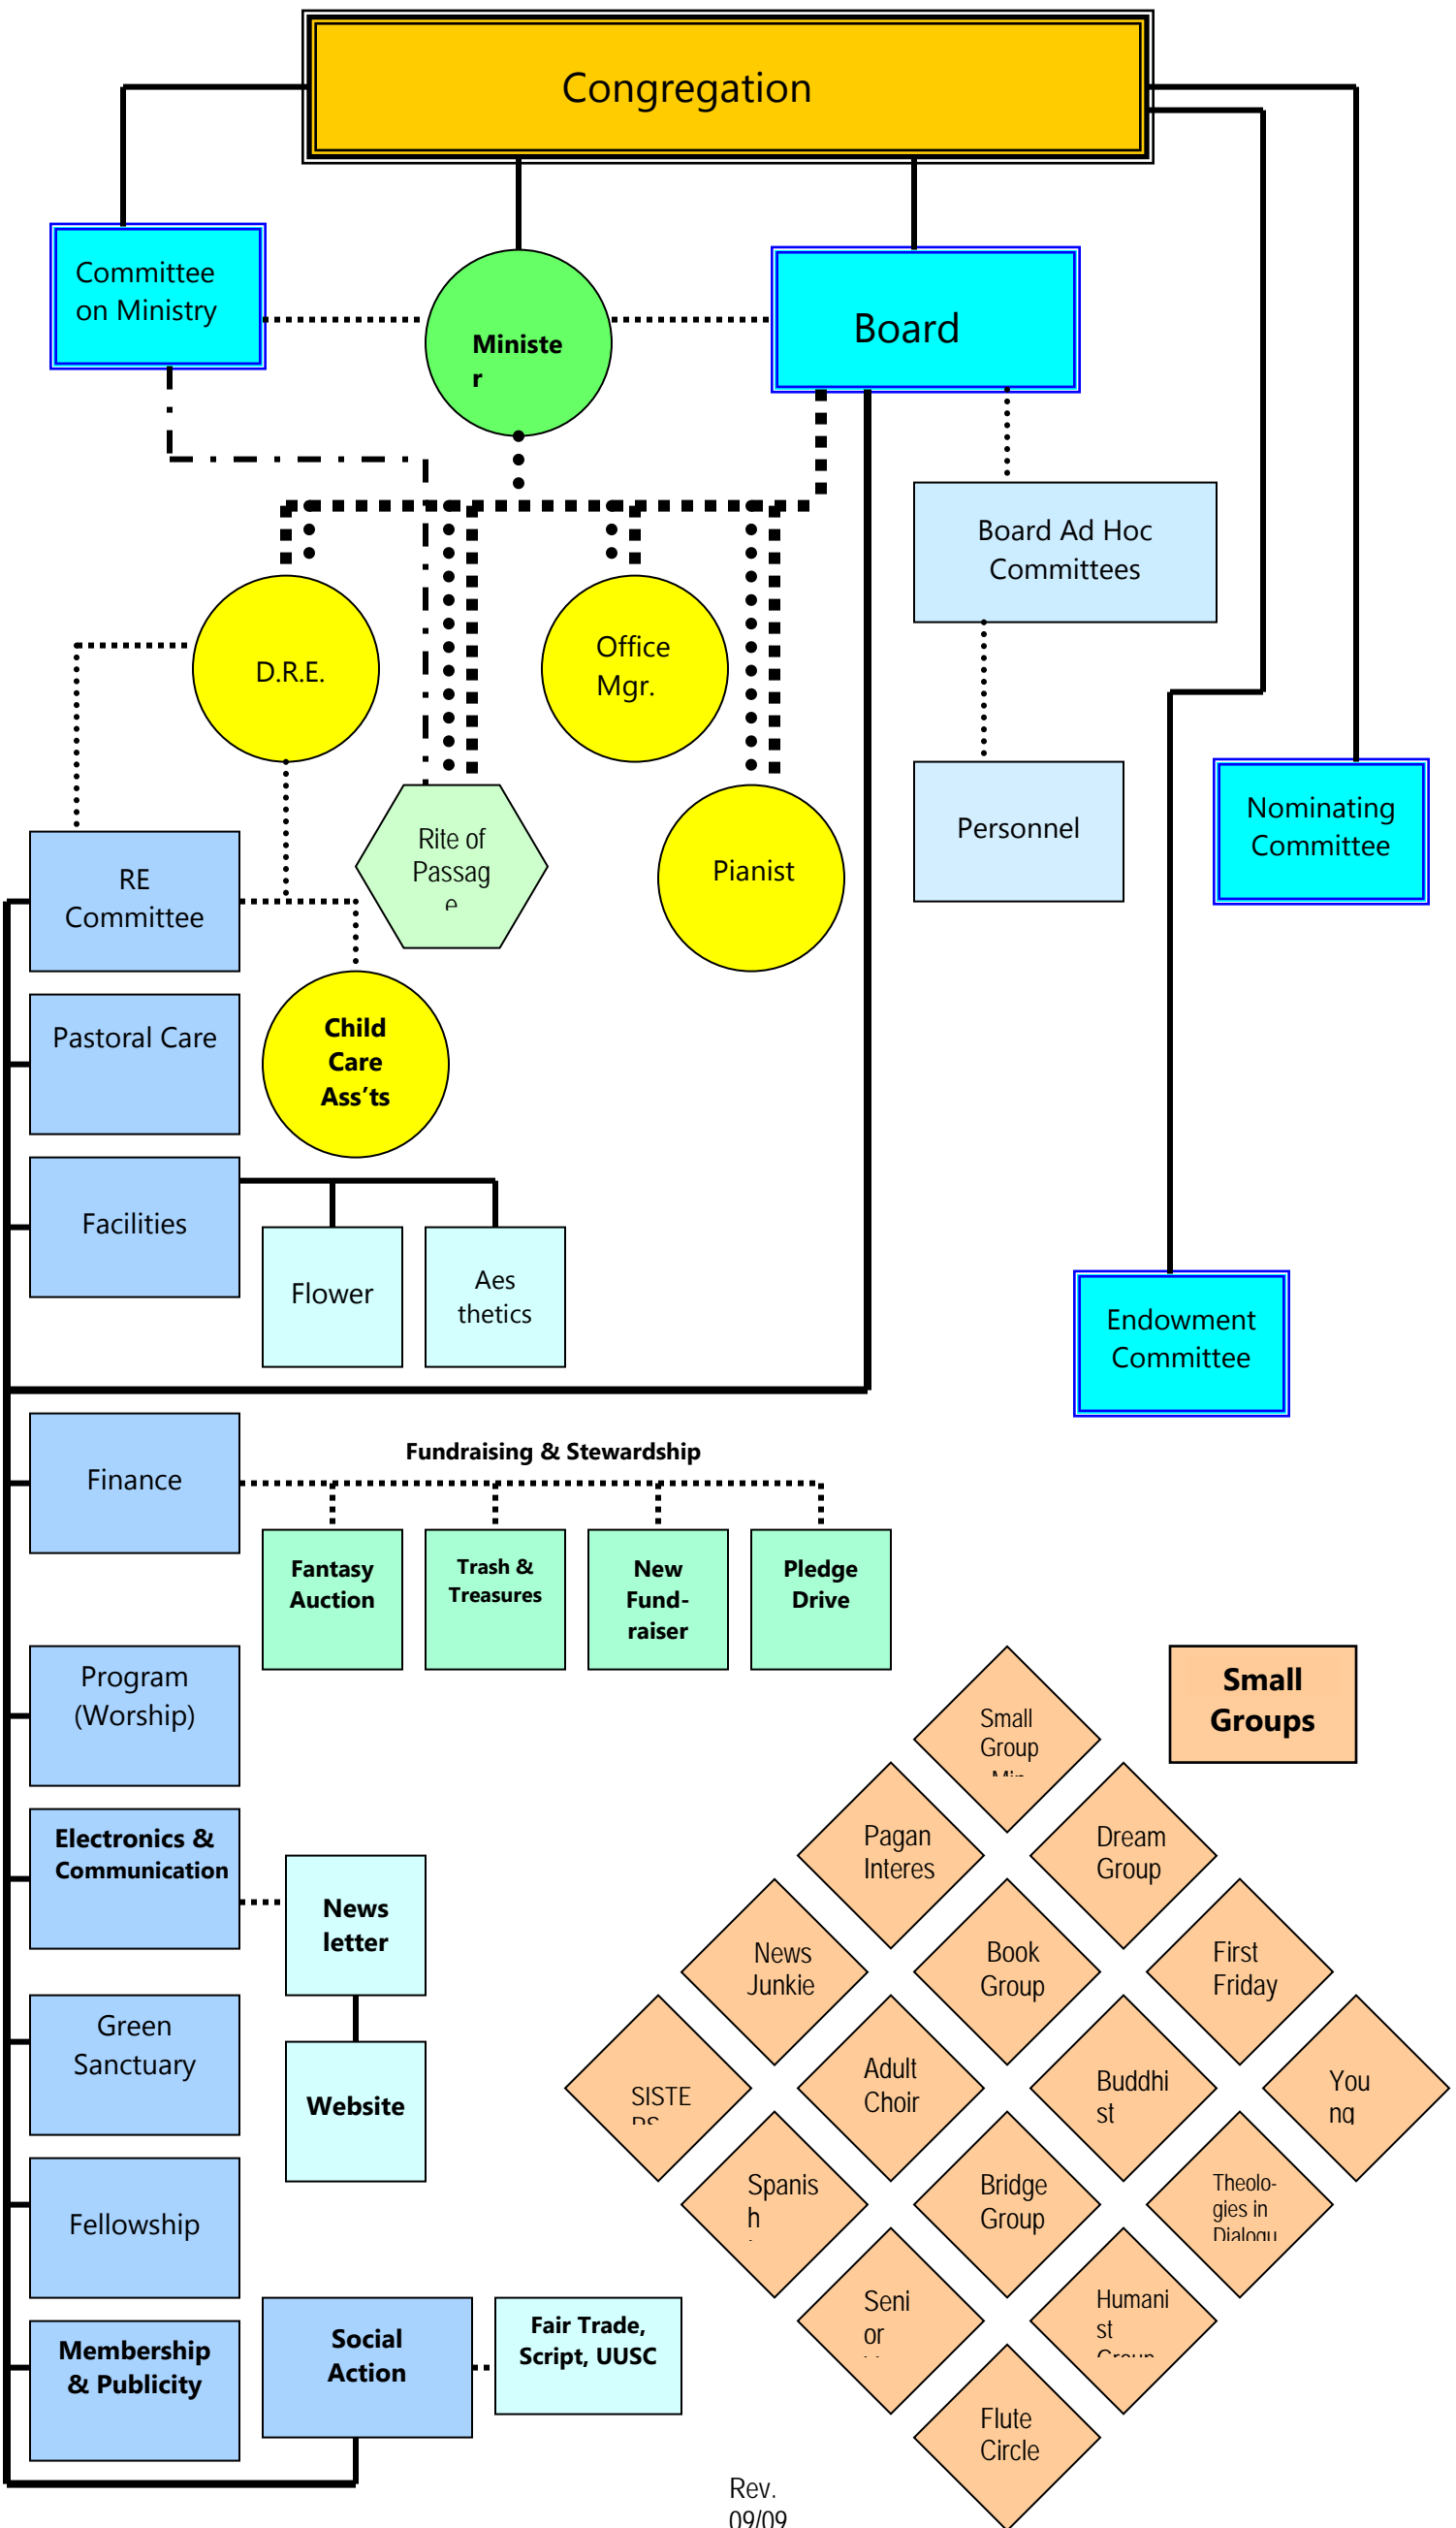 Congregation
Committee
on Ministry
Ministe
r
Board
Board Ad Hoc
Committees
D.R.E.
Office
Mgr.
Rite of
Passag
e
Pianist
Personnel
Nominating
Committee
RE
Committee
Pastoral Care
Child
Care
Ass’ts
Facilities
Flower
Aes
thetics
Endowment
Committee
Finance
Fundraising & Stewardship
Fantasy
Auction
Trash &
Treasures
New
Fund-
raiser
Pledge
Drive
Program
(Worship)
Small
Groups
Small
Group
Pagan
Interes
Dream
Group
Electronics &
Communication
News
letter
News
Junkie
Book
Group
First
Friday
Green
Sanctuary
Website
SISTE
RS
Adult
Choir
Buddhi
st
You
ng
Fellowship
Spanis
h
Bridge
Group
Theolo-
gies in
Dialogu
Membership
& Publicity
Social
Action
Fair Trade,
Script, UUSC
Seni
or
Humani
st
Group
Flute
Circle
Rev.
09/09